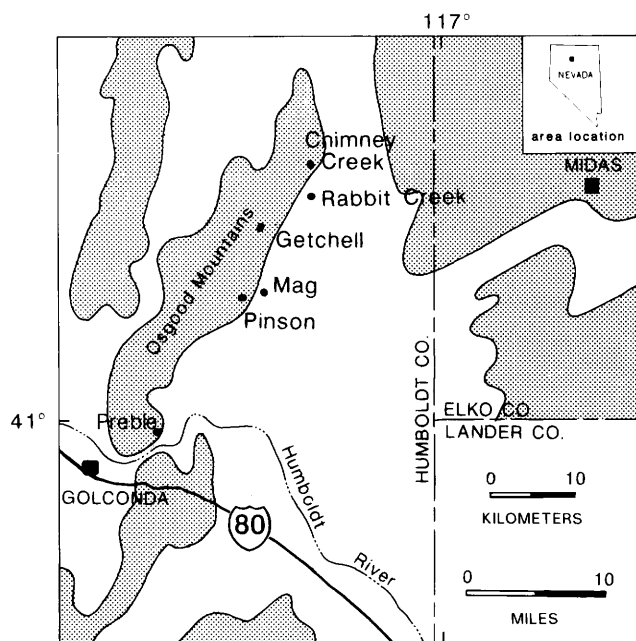 117°
NEVADA
area location
MIDAS
Chimney
Creek
Rabbit Creek
Getchell
Osgood Mountains
Mag
Pinson
HUMBOLDT CO.
41°
Preble
ELKO CO.
LANDER CO.
GOLCONDA
Humboldt
River
80
0 10
KILOMETERS
0 10
MILES